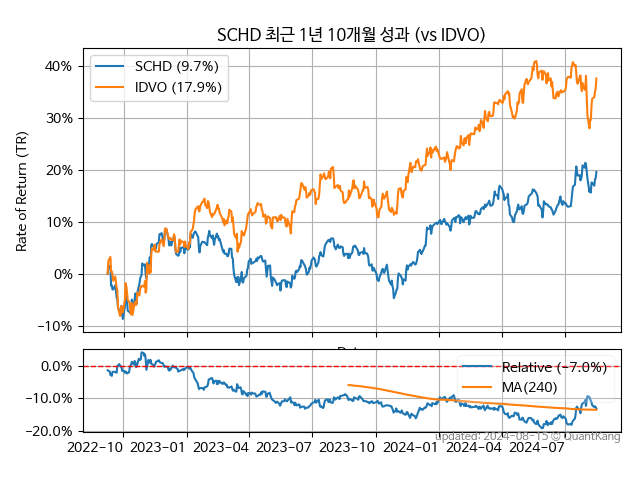 SCHD 최근 1년 10개월 성과 (vs IDVO)
SCHD (9.7%)
IDVO (17.9%)
Rate of Return (TR)
40%
30%
20%
10%
0%
−10%
Relative (−7.0%)
MA(240)
0.0%
−10.0%
−20.0%
2022−10 2023−01 2023−04 2023−07 2023−10 2024−01 2024−04 2024−07
Updated: 2024−08−15 © QuantKang